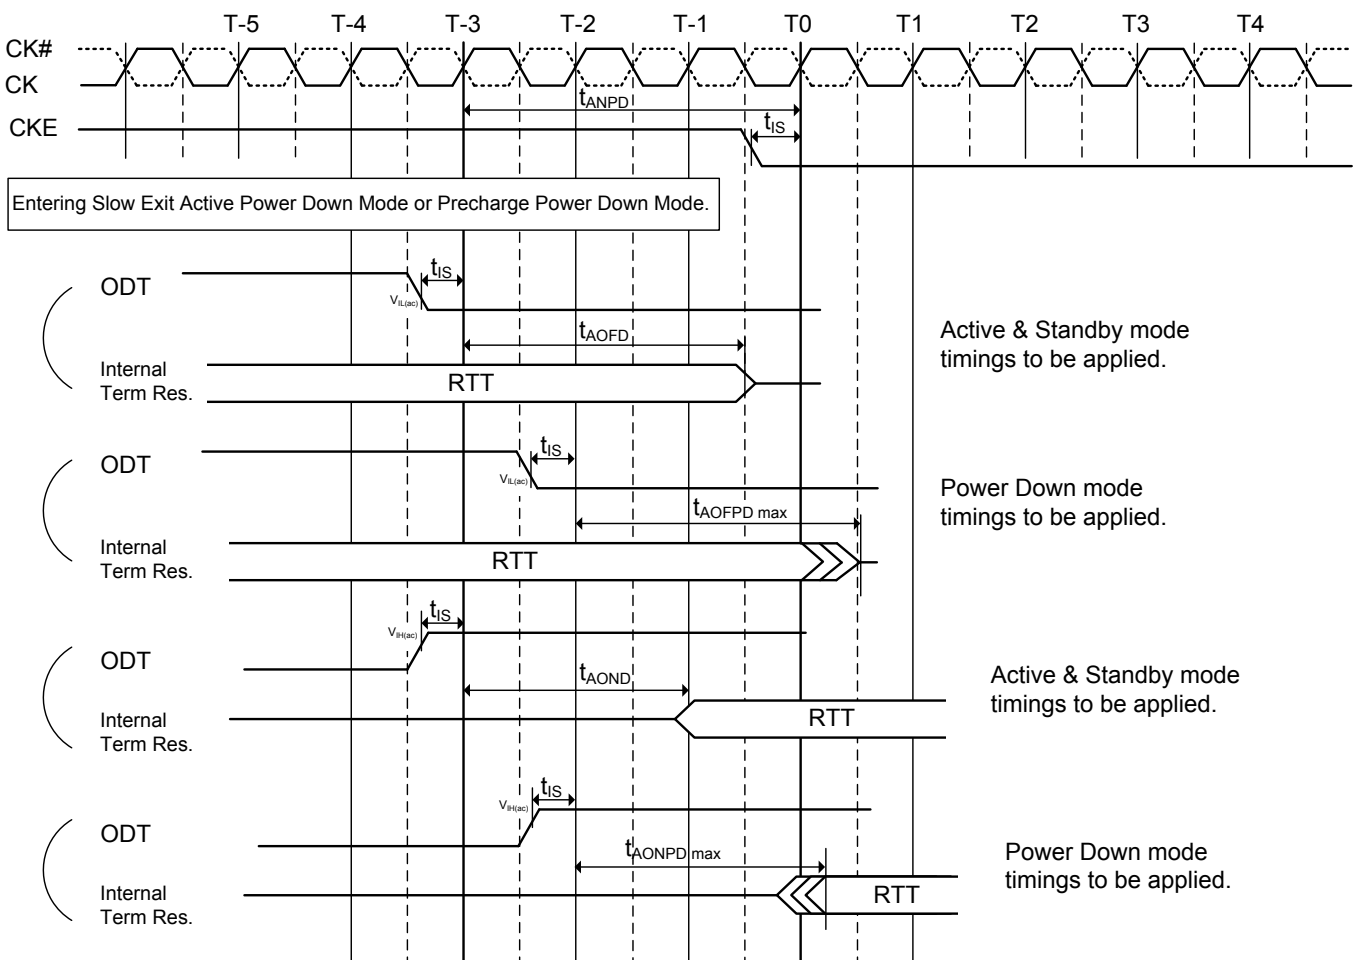 T-5 T-4 T-3 T-2 T-1 T0 T1 T2 T3 T4
CK#
CK
tANPD
CKE
tIS
Entering Slow Exit Active Power Down Mode or Precharge Power Down Mode.
tIS
ODT
VIL(ac)
tAOFD
Active & Standby mode
timings to be applied.
Internal
Term Res.
RTT
tIS
ODT
VIL(ac)
tAOFPD max
Power Down mode
timings to be applied.
Internal
Term Res.
RTT
tIS
VIH(ac)
ODT
tAOND
Active & Standby mode
timings to be applied.
Internal
Term Res.
RTT
tIS
VIH(ac)
ODT
tAONPD max
Power Down mode
timings to be applied.
Internal
Term Res.
RTT